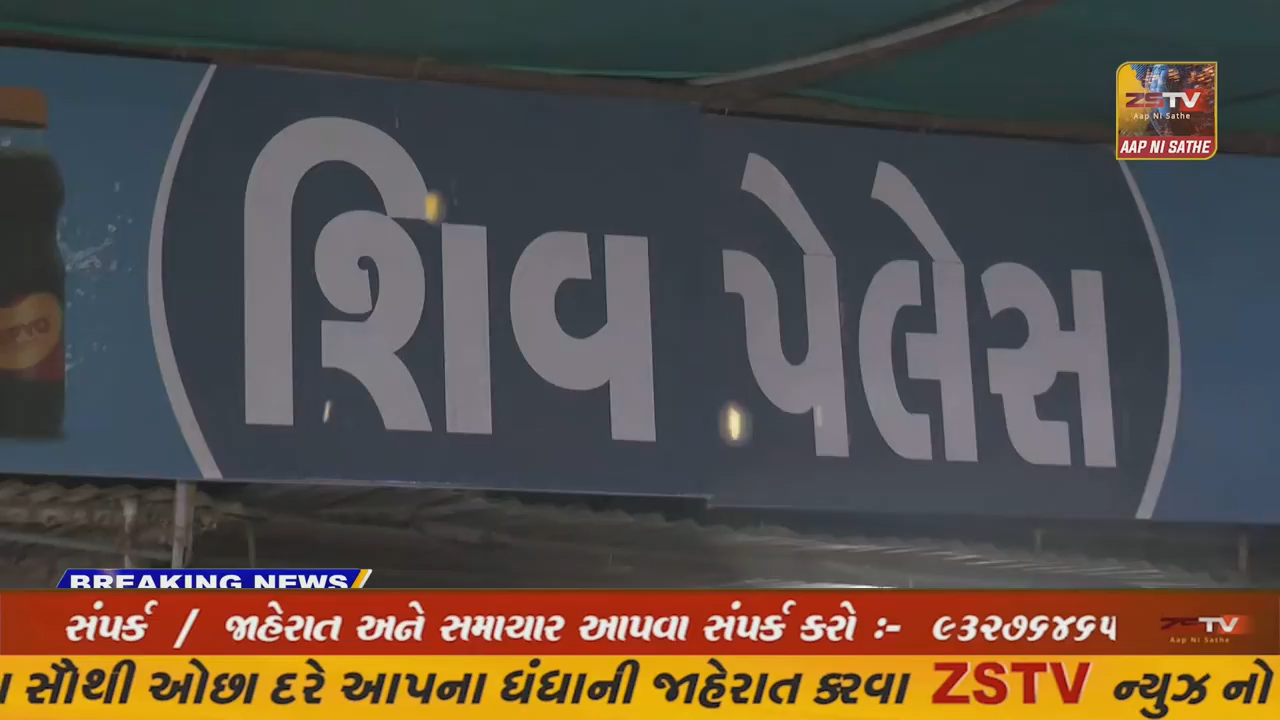 શિવ પેલેસ
ZSTV
Aap Ni Sathe
AAP NI SATHE
BREAKING NEWS
સંપર્ક / જાહેરાત અને સમાચાર આપવા સંપર્ક કરો :- ૯૩૨૭૬૪૬૫
ZSTV
Aap Ni Sathe
સૌથી ઓછા દરે આપના ધંધાની જાહેરાત કરવા ZSTV ન્યુઝ નો